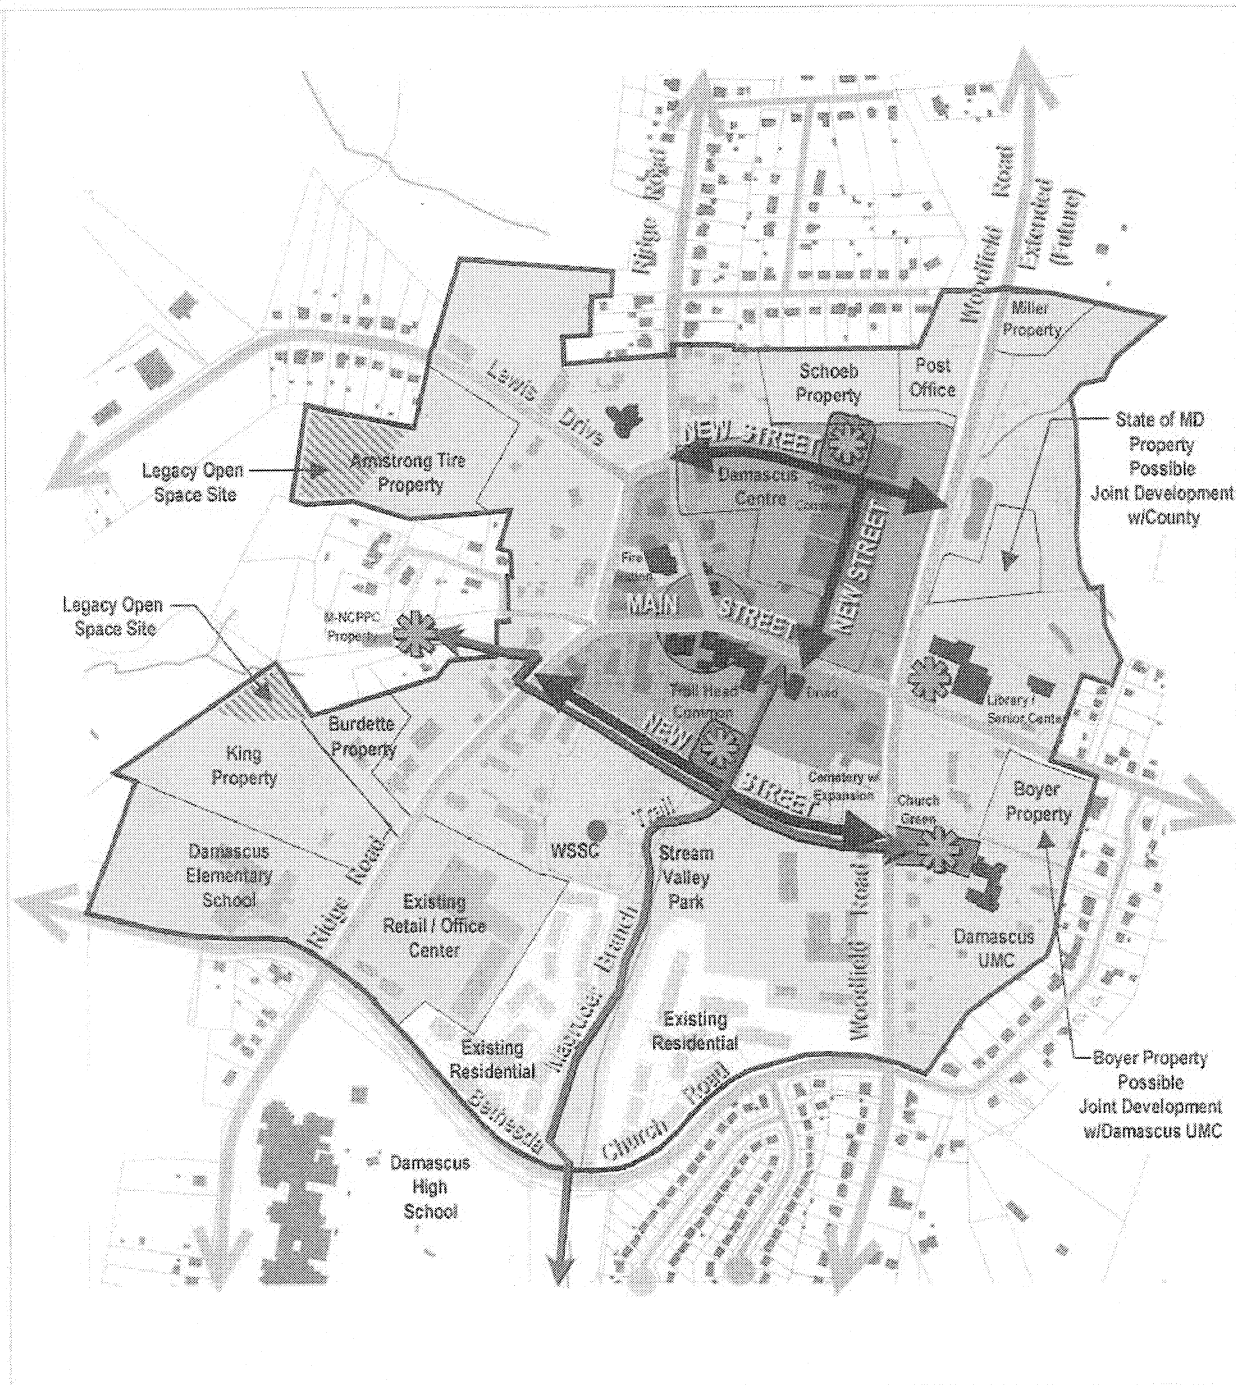 Ridge Road
Woodfield Road
Extended
(Future)
Miller
Property
Schoeb
Property
Post
Office
Lewis Drive
NEW STREET
State of MD
Property
Possible
Joint Development
w/County
Legacy Open
Space Site
Armstrong Tire
Property
Damascus
Centre
Town
NEW STREET
Fire
MAIN STREET
Legacy Open
Space Site
M-NCPPC
Property
Trail Head
Common
Library /
Senior Center
Burdette
Property
King
Property
NEW STREET
Cemetery w/
Expansion
Church
Green
Boyer
Property
Trail
WSSC
Stream
Valley
Park
Damascus
Elementary
School
Ridge Road
Existing
Retail / Office
Center
Magruder Branch
Woodfield Road
Damascus
UMC
Existing
Residential
Existing
Residential
Boyer Property
Possible
Joint Development
w/Damascus UMC
Bethesda
Church Road
Damascus
High
School